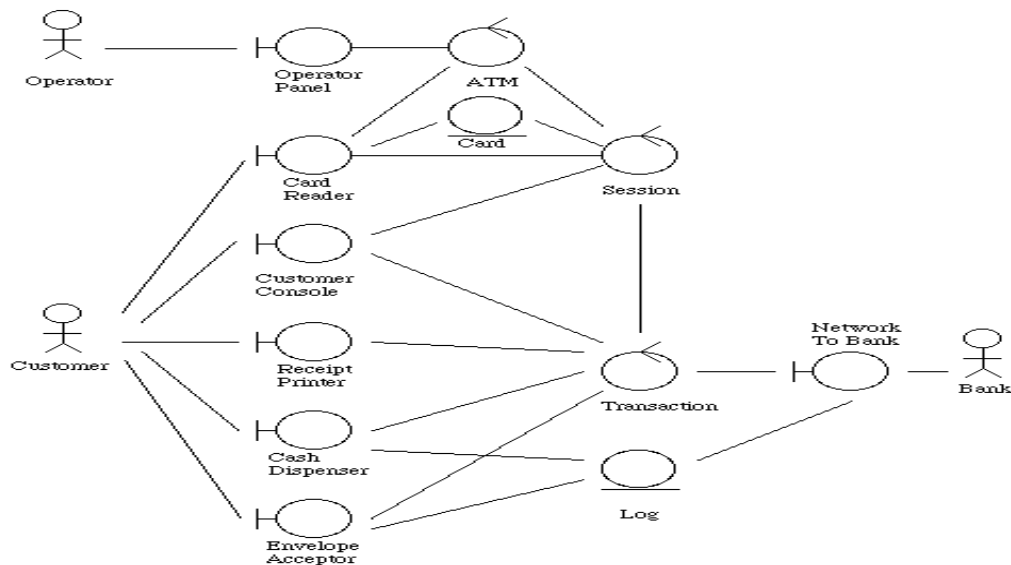 Operator
Operator
Panel
ATM
Card
Card
Reader
Session
Customer
Console
Network
To Bank
Customer
Receipt
Printer
Transaction
Bank
Cash
Dispenser
Log
Envelope
Acceptor